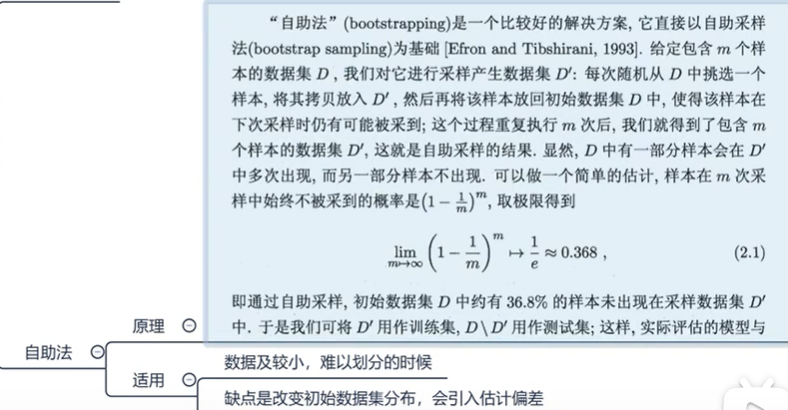 “自助法”(bootstrapping)是一个比较好的解决方案, 它直接以自助采样
法(bootstrap sampling)为基础 [Efron and Tibshirani, 1993]. 给定包含 m 个样
本的数据集 D , 我们对它进行采样产生数据集 D′: 每次随机从 D 中挑选一个
样本, 将其拷贝放入 D′ , 然后再将该样本放回初始数据集 D 中, 使得该样本在
下次采样时仍有可能被采到; 这个过程重复执行 m 次后, 我们就得到了包含 m
个样本的数据集 D′, 这就是自助采样的结果. 显然, D 中有一部分样本会在 D′
中多次出现, 而另一部分样本不出现. 可以做一个简单的估计, 样本在 m 次采
样中始终不被采到的概率是(1 − 1/m)^m, 取极限得到
lim m↦∞ (1 − 1/m)^m ↦ 1/e ≈ 0.368 , (2.1)
即通过自助采样, 初始数据集 D 中约有 36.8% 的样本未出现在采样数据集 D′
中. 于是我们可将 D′ 用作训练集, D\D′ 用作测试集; 这样, 实际评估的模型与
原理
自助法
数据及较小，难以划分的时候
适用
缺点是改变初始数据集分布，会引入估计偏差